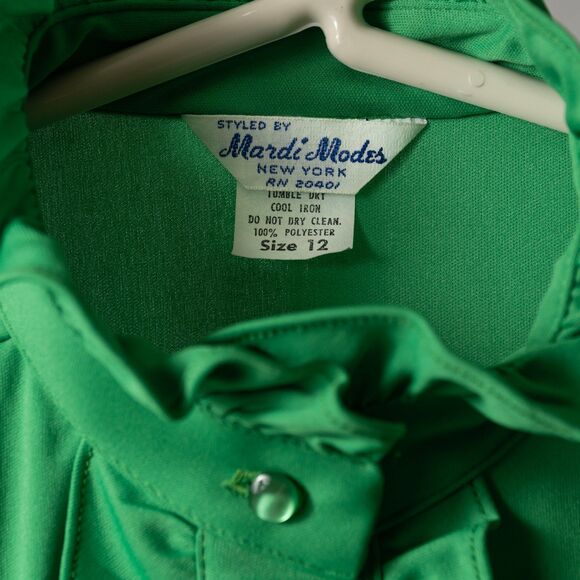 STYLED BY
Mardi Modes
NEW YORK
RN 20401
TUMBLE DRY
COOL IRON
DO NOT DRY CLEAN.
100% POLYESTER
Size 12